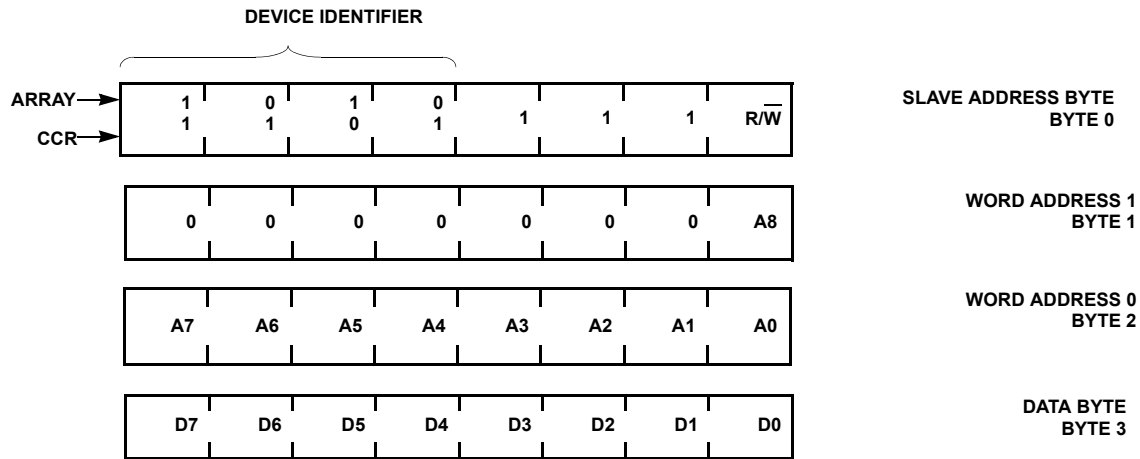 DEVICE IDENTIFIER
ARRAY 1 0 1 0
CCR 1 1 0 1 1 1 1 R/W̅
SLAVE ADDRESS BYTE
BYTE 0
0 0 0 0 0 0 0 A8
WORD ADDRESS 1
BYTE 1
A7 A6 A5 A4 A3 A2 A1 A0
WORD ADDRESS 0
BYTE 2
D7 D6 D5 D4 D3 D2 D1 D0
DATA BYTE
BYTE 3